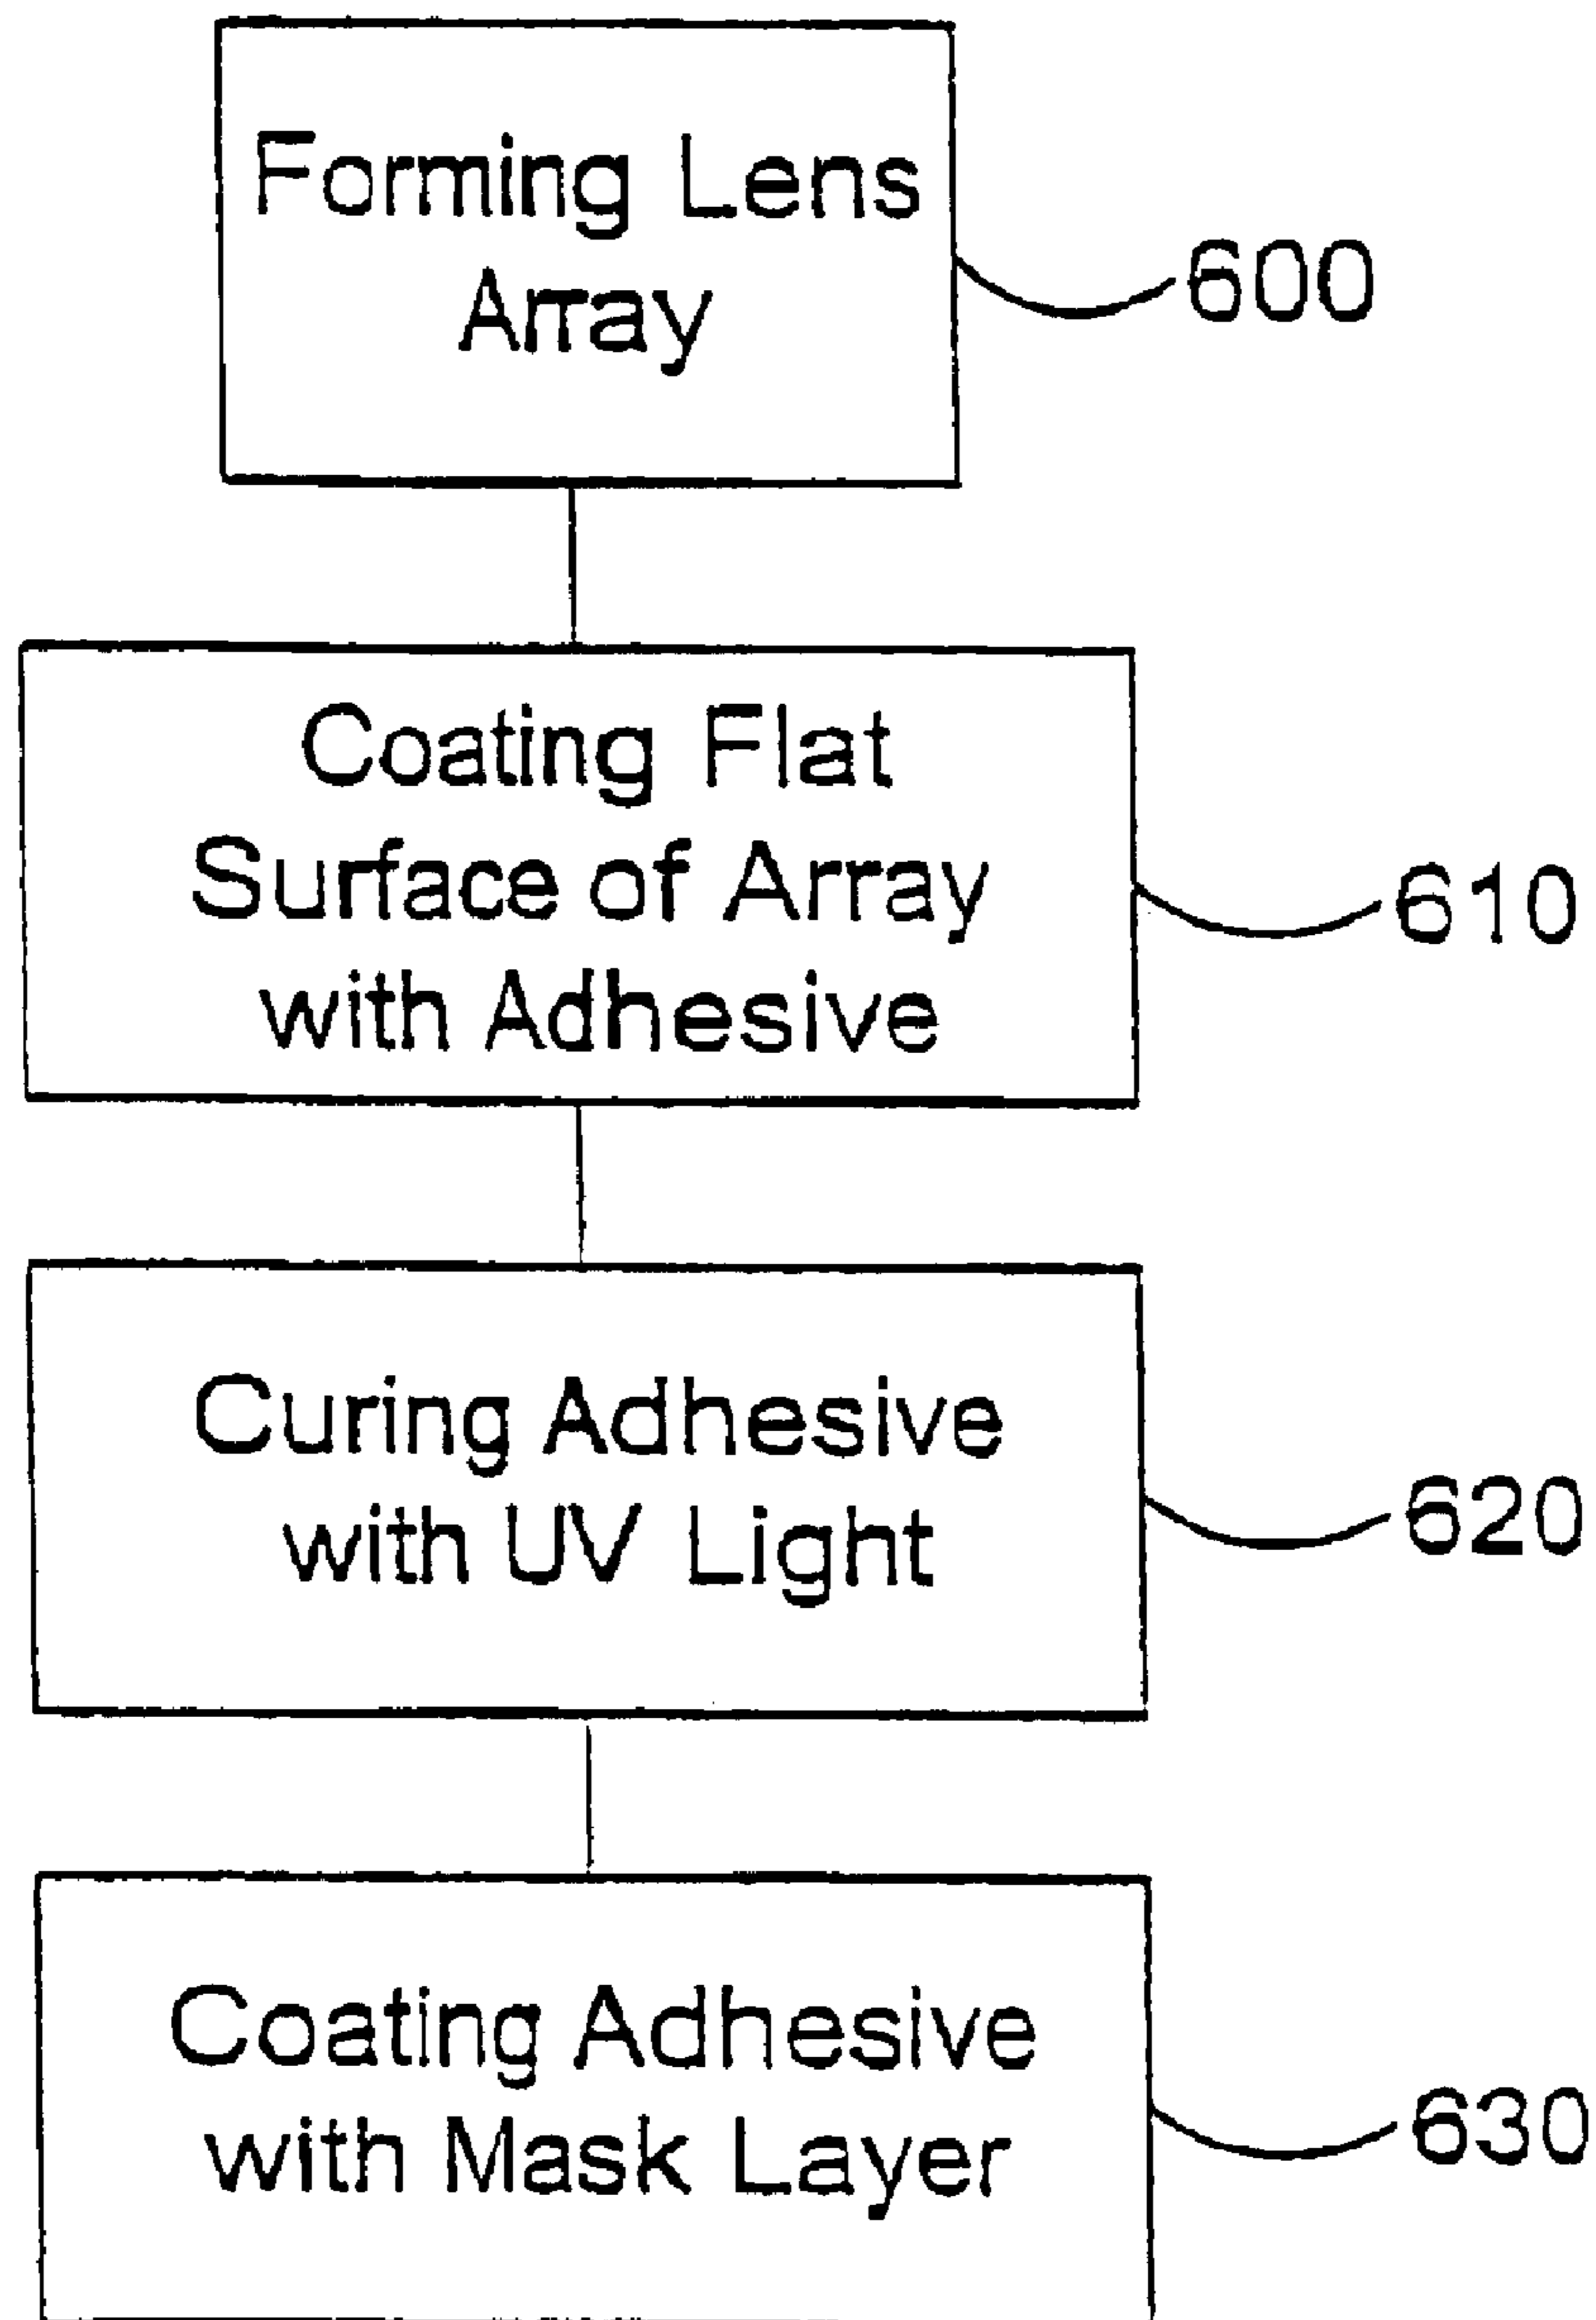 Forming Lens
Array
600
Coating Flat
Surface of Array
with Adhesive
610
Curing Adhesive
with UV Light
620
Coating Adhesive
with Mask Layer
630